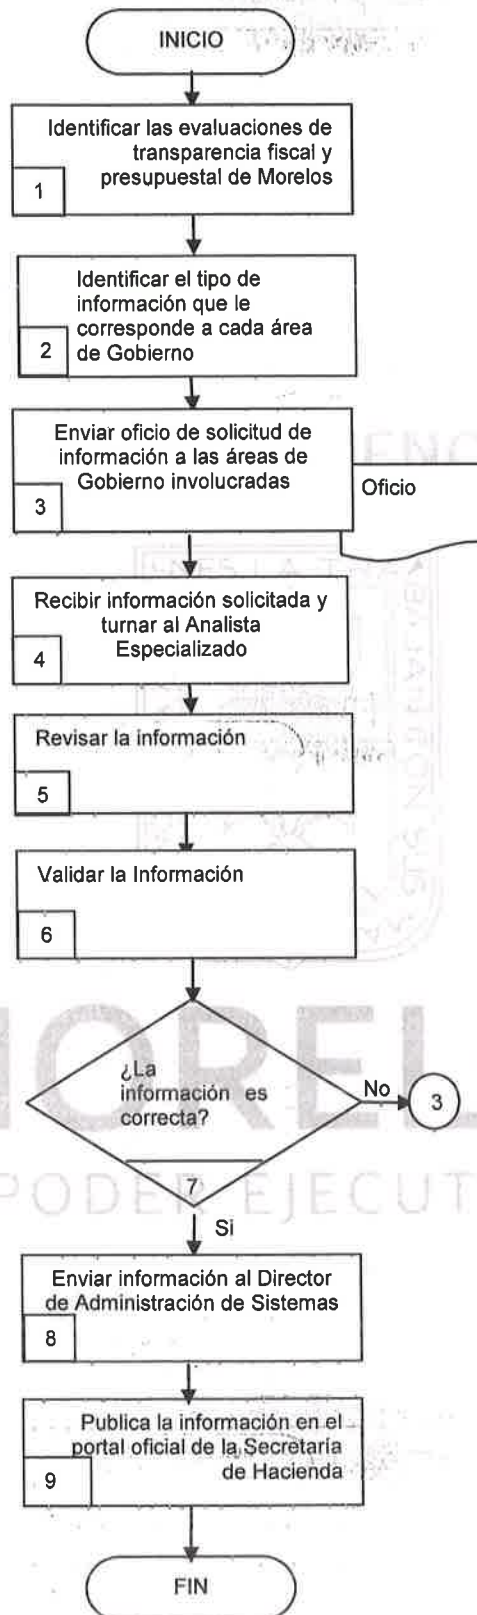 INICIO
Identificar las evaluaciones de
transparencia fiscal y
presupuestal de Morelos
1
Identificar el tipo de
información que le
corresponde a cada área
de Gobierno
2
Enviar oficio de solicitud de
información a las áreas de
Gobierno involucradas
3
Oficio
Recibir información solicitada y
turnar al Analista
Especializado
4
Revisar la información
5
Validar la Información
6
¿La
información es
correcta?
7
No
3
Si
Enviar información al Director
de Administración de Sistemas
8
Publica la información en el
portal oficial de la Secretaría
de Hacienda
9
FIN
MOREL
PODER EJECUT